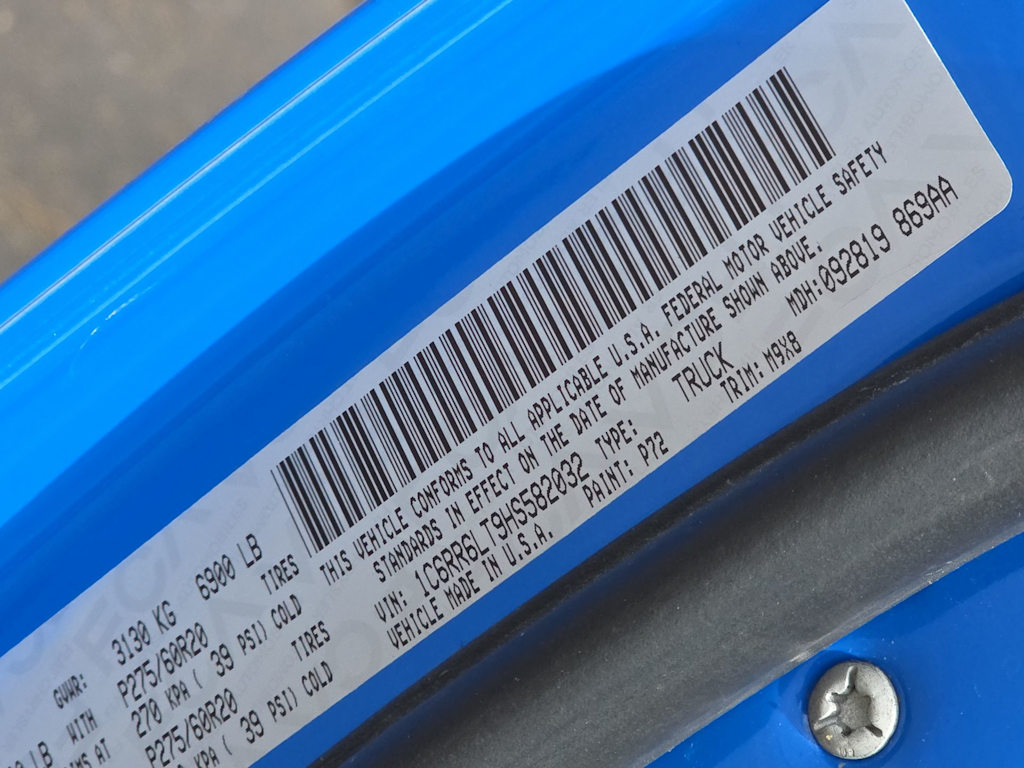 GVWR: 3130 KG 6900 LB
LB WITH P275/60R20 TIRES
AT 270 KPA ( 39 PSI) COLD
P275/60R20 TIRES
KPA ( 39 PSI) COLD
THIS VEHICLE CONFORMS TO ALL APPLICABLE U.S.A. FEDERAL MOTOR VEHICLE SAFETY
STANDARDS IN EFFECT ON THE DATE OF MANUFACTURE SHOWN ABOVE.
MDH:092819 869AA
VIN: 1C6RR6LT9HS582032 TYPE: TRUCK
VEHICLE MADE IN U.S.A. PAINT: P72 TRIM: M9X8